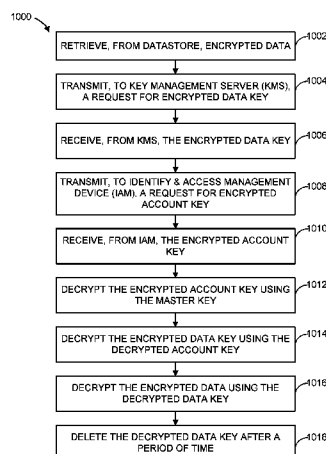 1000
RETRIEVE, FROM DATASTORE, ENCRYPTED DATA
1002
TRANSMIT, TO KEY MANAGEMENT SERVER (KMS),
A REQUEST FOR ENCRYPTED DATA KEY
1004
RECEIVE, FROM KMS, THE ENCRYPTED DATA KEY
1006
TRANSMIT, TO IDENTIFY & ACCESS MANAGEMENT
DEVICE (IAM), A REQUEST FOR ENCRYPTED
ACCOUNT KEY
1008
RECEIVE, FROM IAM, THE ENCRYPTED ACCOUNT
KEY
1010
DECRYPT THE ENCRYPTED ACCOUNT KEY USING
THE MASTER KEY
1012
DECRYPT THE ENCRYPTED DATA KEY USING THE
DECRYPTED ACCOUNT KEY
1014
DECRYPT THE ENCRYPTED DATA USING THE
DECRYPTED DATA KEY
1016
DELETE THE DECRYPTED DATA KEY AFTER A
PERIOD OF TIME
1018